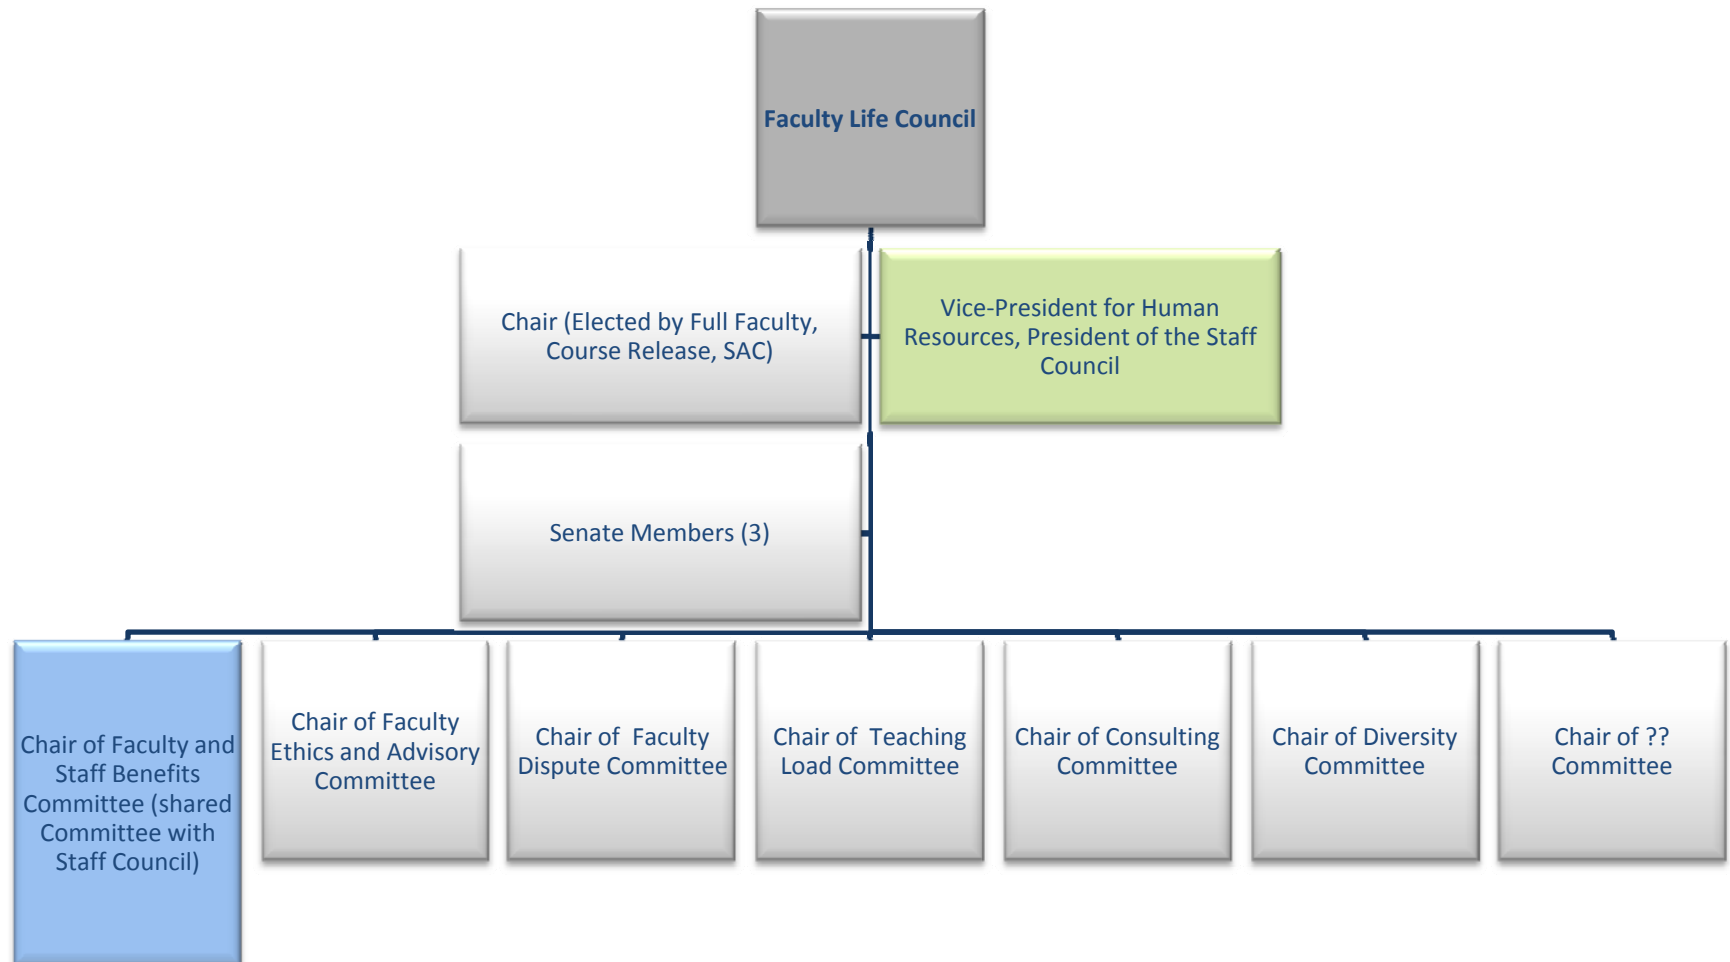 Faculty Life Council
Chair (Elected by Full Faculty,
Course Release, SAC)
Vice-President for Human
Resources, President of the Staff
Council
Senate Members (3)
Chair of Faculty and
Staff Benefits
Committee (shared
Committee with
Staff Council)
Chair of Faculty
Ethics and Advisory
Committee
Chair of  Faculty
Dispute Committee
Chair of  Teaching
Load Committee
Chair of Consulting
Committee
Chair of Diversity
Committee
Chair of ??
Committee